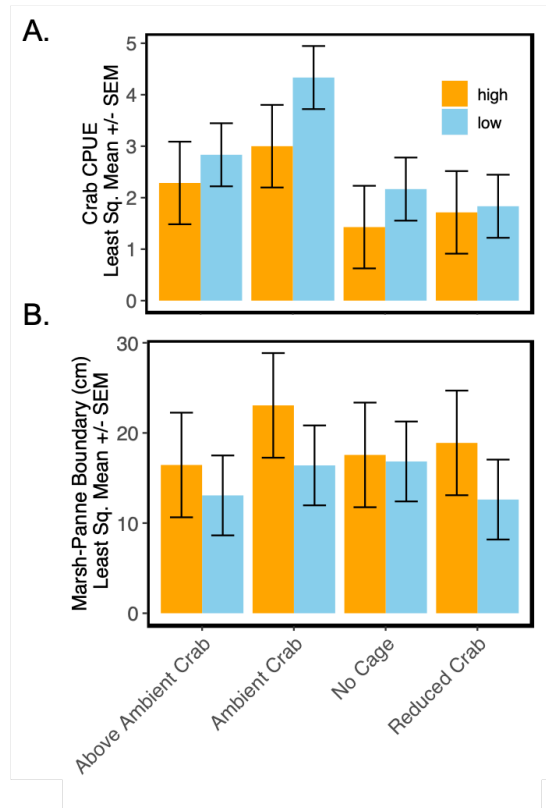 A.
Crab CPUE
Least Sq. Mean +/- SEM
5
4
3
2
1
0
high
low
B.
Marsh-Panne Boundary (cm)
Least Sq. Mean +/- SEM
30
20
10
0
Above Ambient Crab
Ambient Crab
No Cage
Reduced Crab